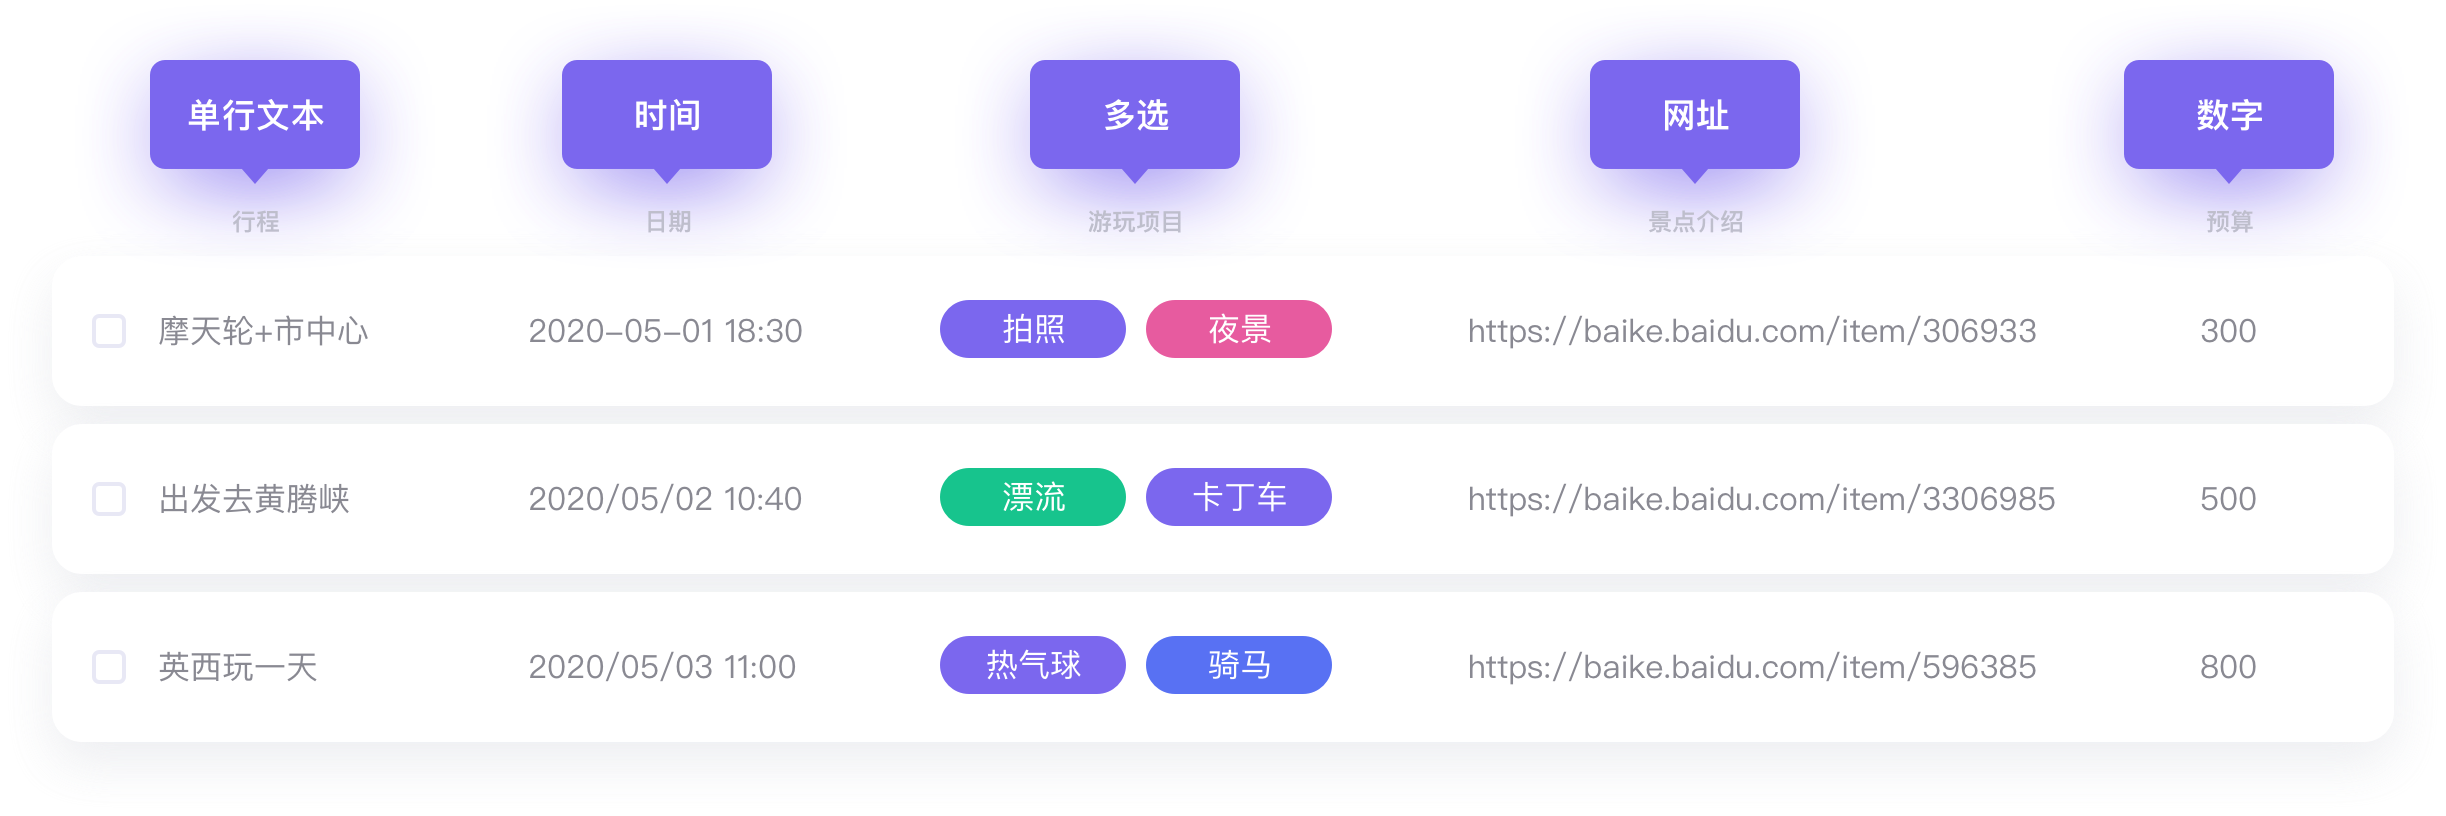 单行文本 时间 多选 网址 数字
行程 日期 游玩项目 景点介绍 预算
摩天轮+市中心 2020-05-01 18:30 拍照 夜景 https://baike.baidu.com/item/306933 300
出发去黄腾峡 2020/05/02 10:40 漂流 卡丁车 https://baike.baidu.com/item/3306985 500
英西玩一天 2020/05/03 11:00 热气球 骑马 https://baike.baidu.com/item/596385 800